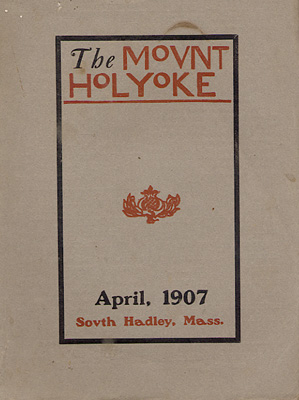 The MOVNT
HOLYOKE
April, 1907
Sovth Hadley, Mass.